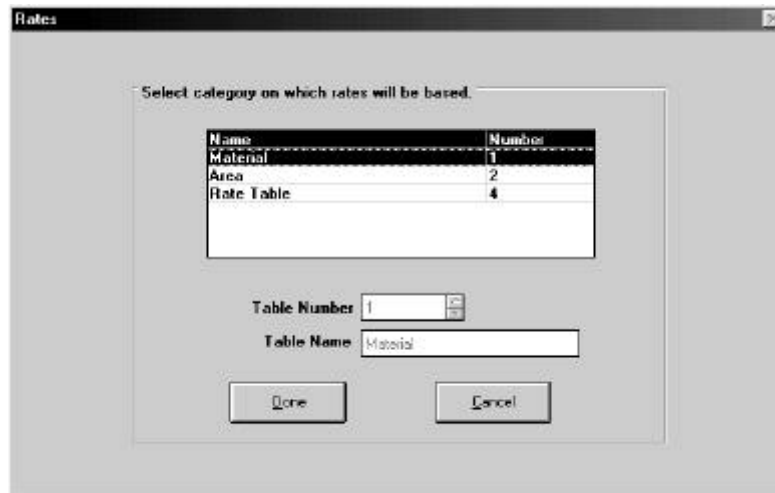 Rates
Select category on which rates will be based.
Name Number
Material 1
Area 2
Rate Table 4
Table Number 1
Table Name Material
Done Cancel